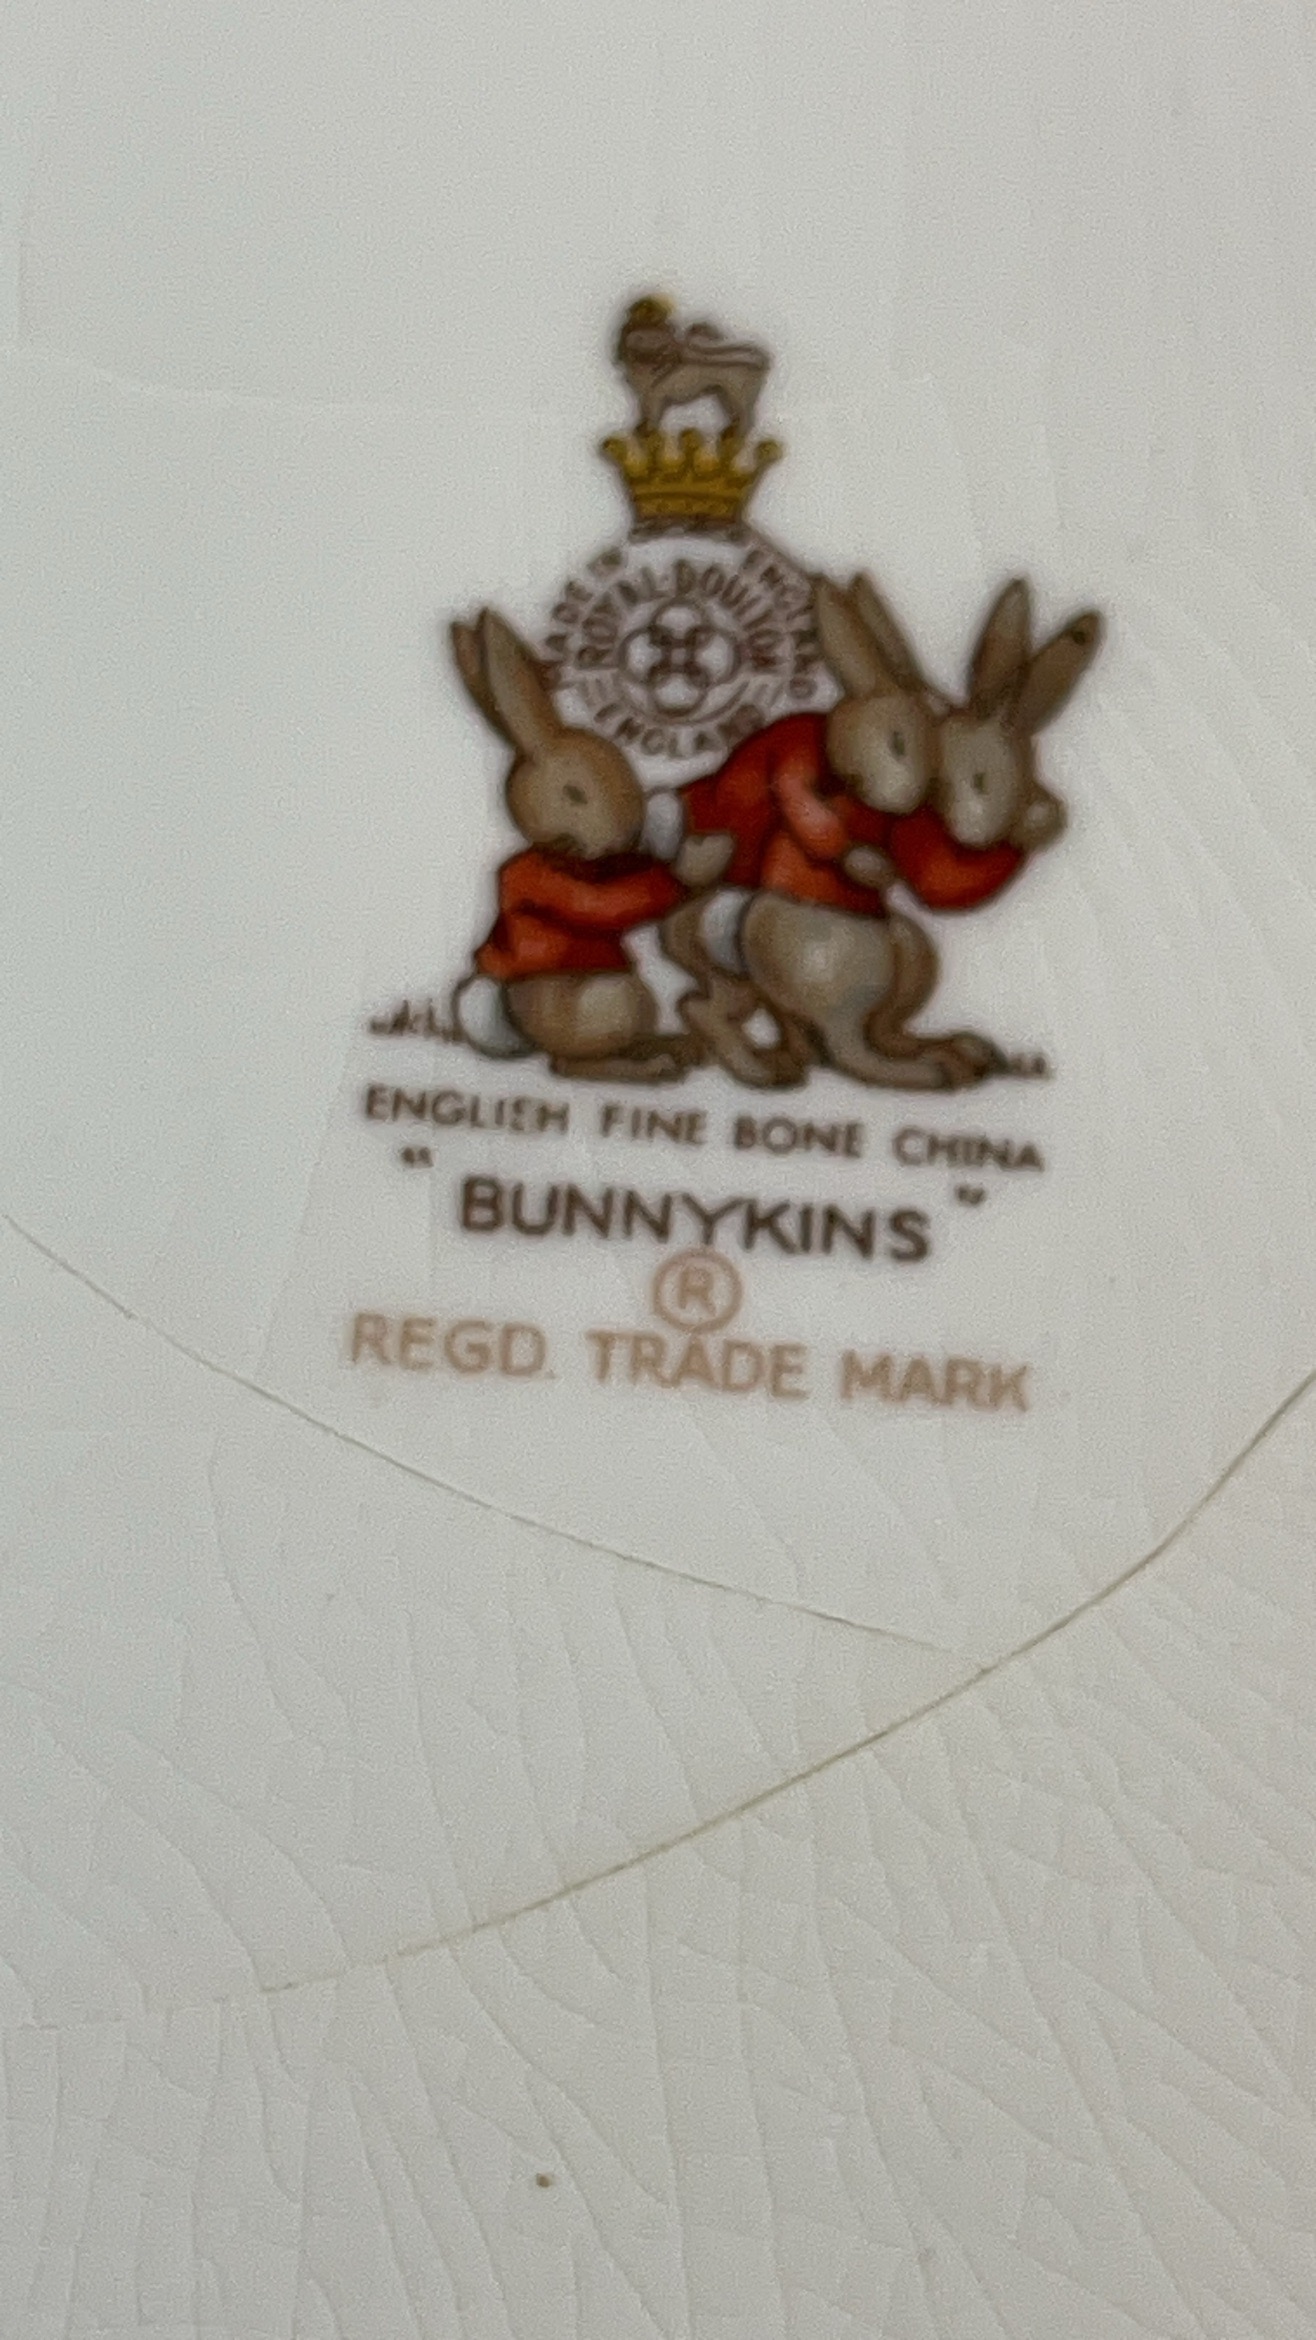 MADE IN ENGLAND
ROYAL·DOULTON
ENGLAND
ENGLISH FINE BONE CHINA
"BUNNYKINS"
®
REGD. TRADE MARK